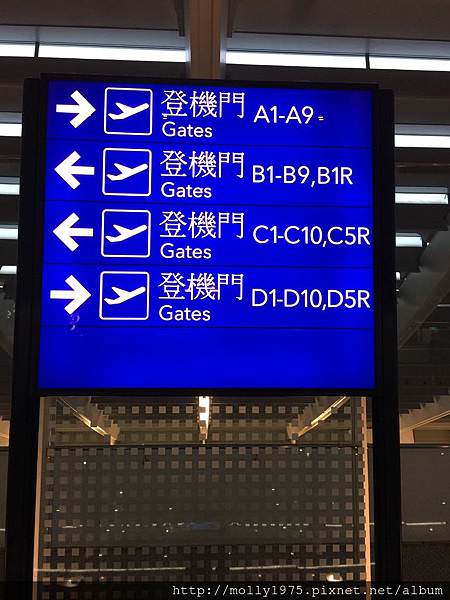 登機門 A1-A9
Gates
登機門 B1-B9,B1R
Gates
登機門 C1-C10,C5R
Gates
登機門 D1-D10,D5R
Gates
http://molly1975.pixnet.net/album